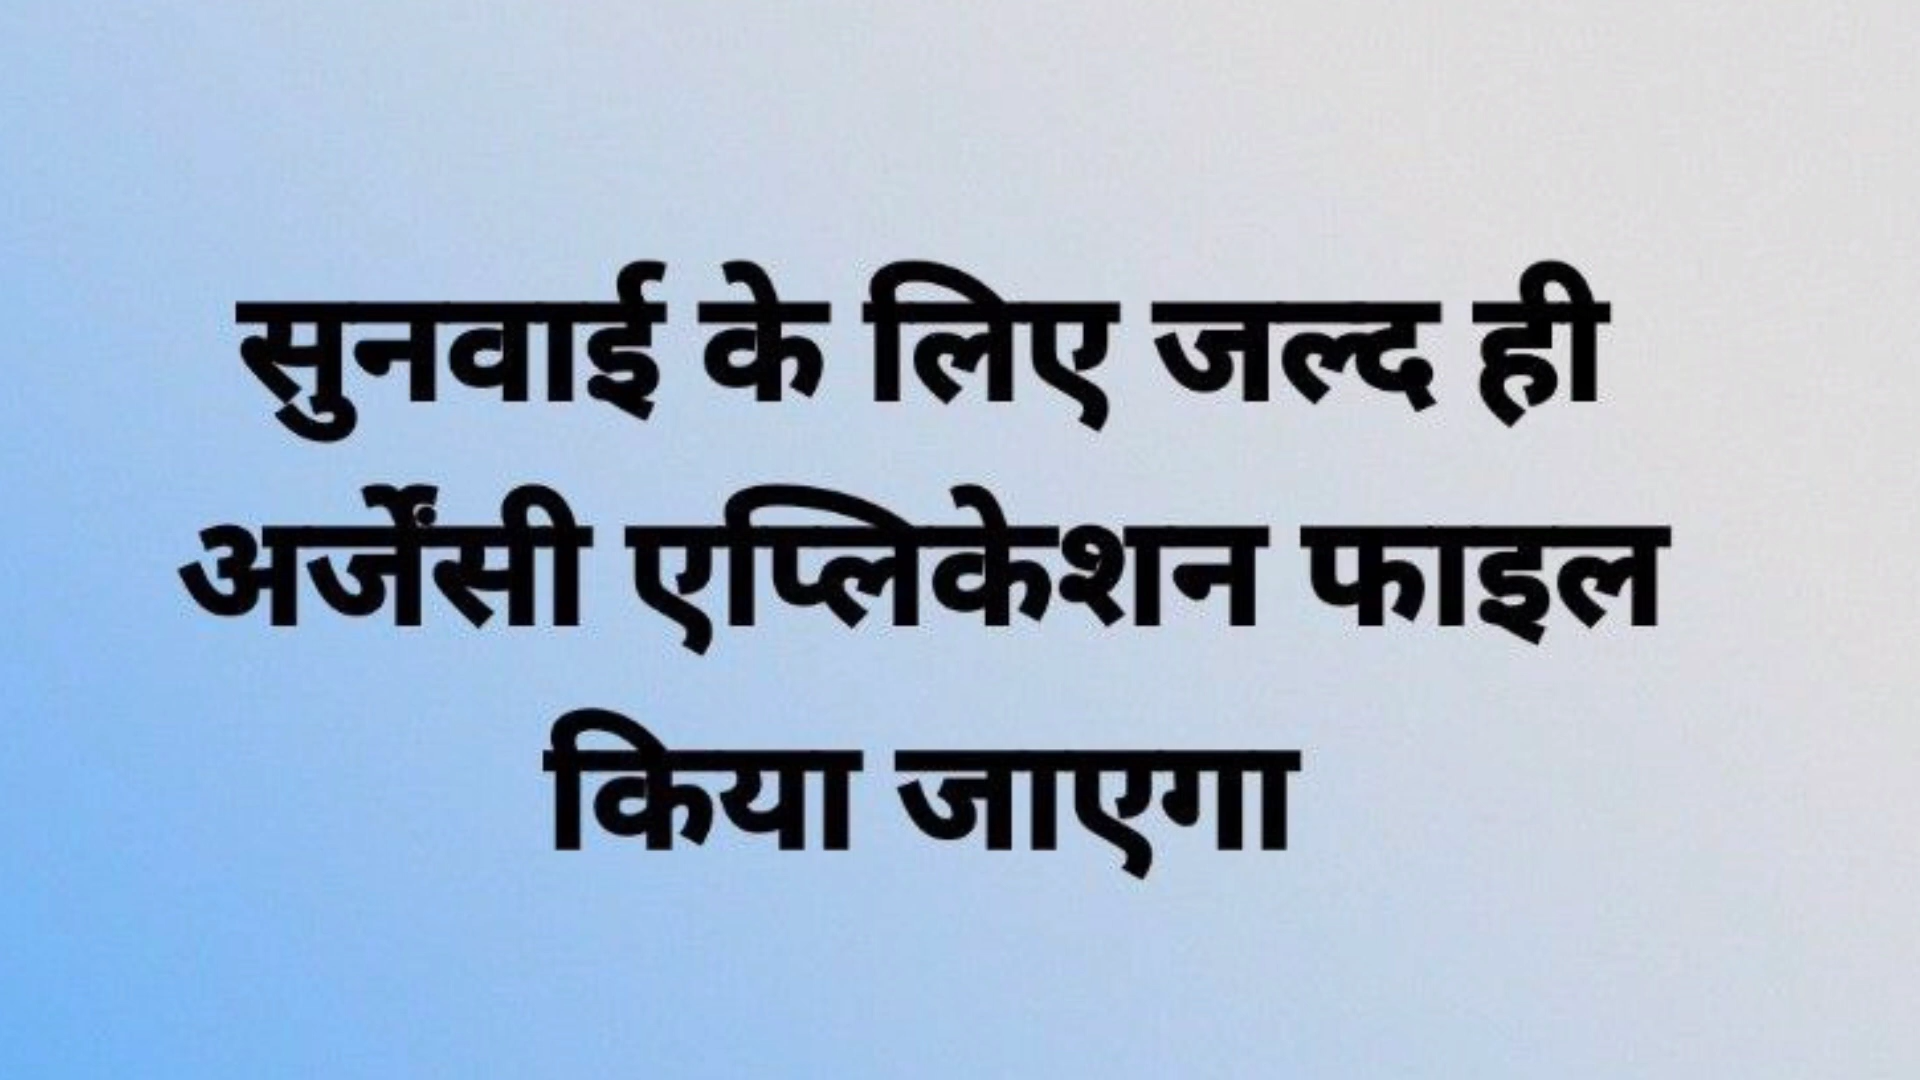 सुनवाई के लिए जल्द ही
अर्जेंसी एप्लिकेशन फाइल
किया जाएगा